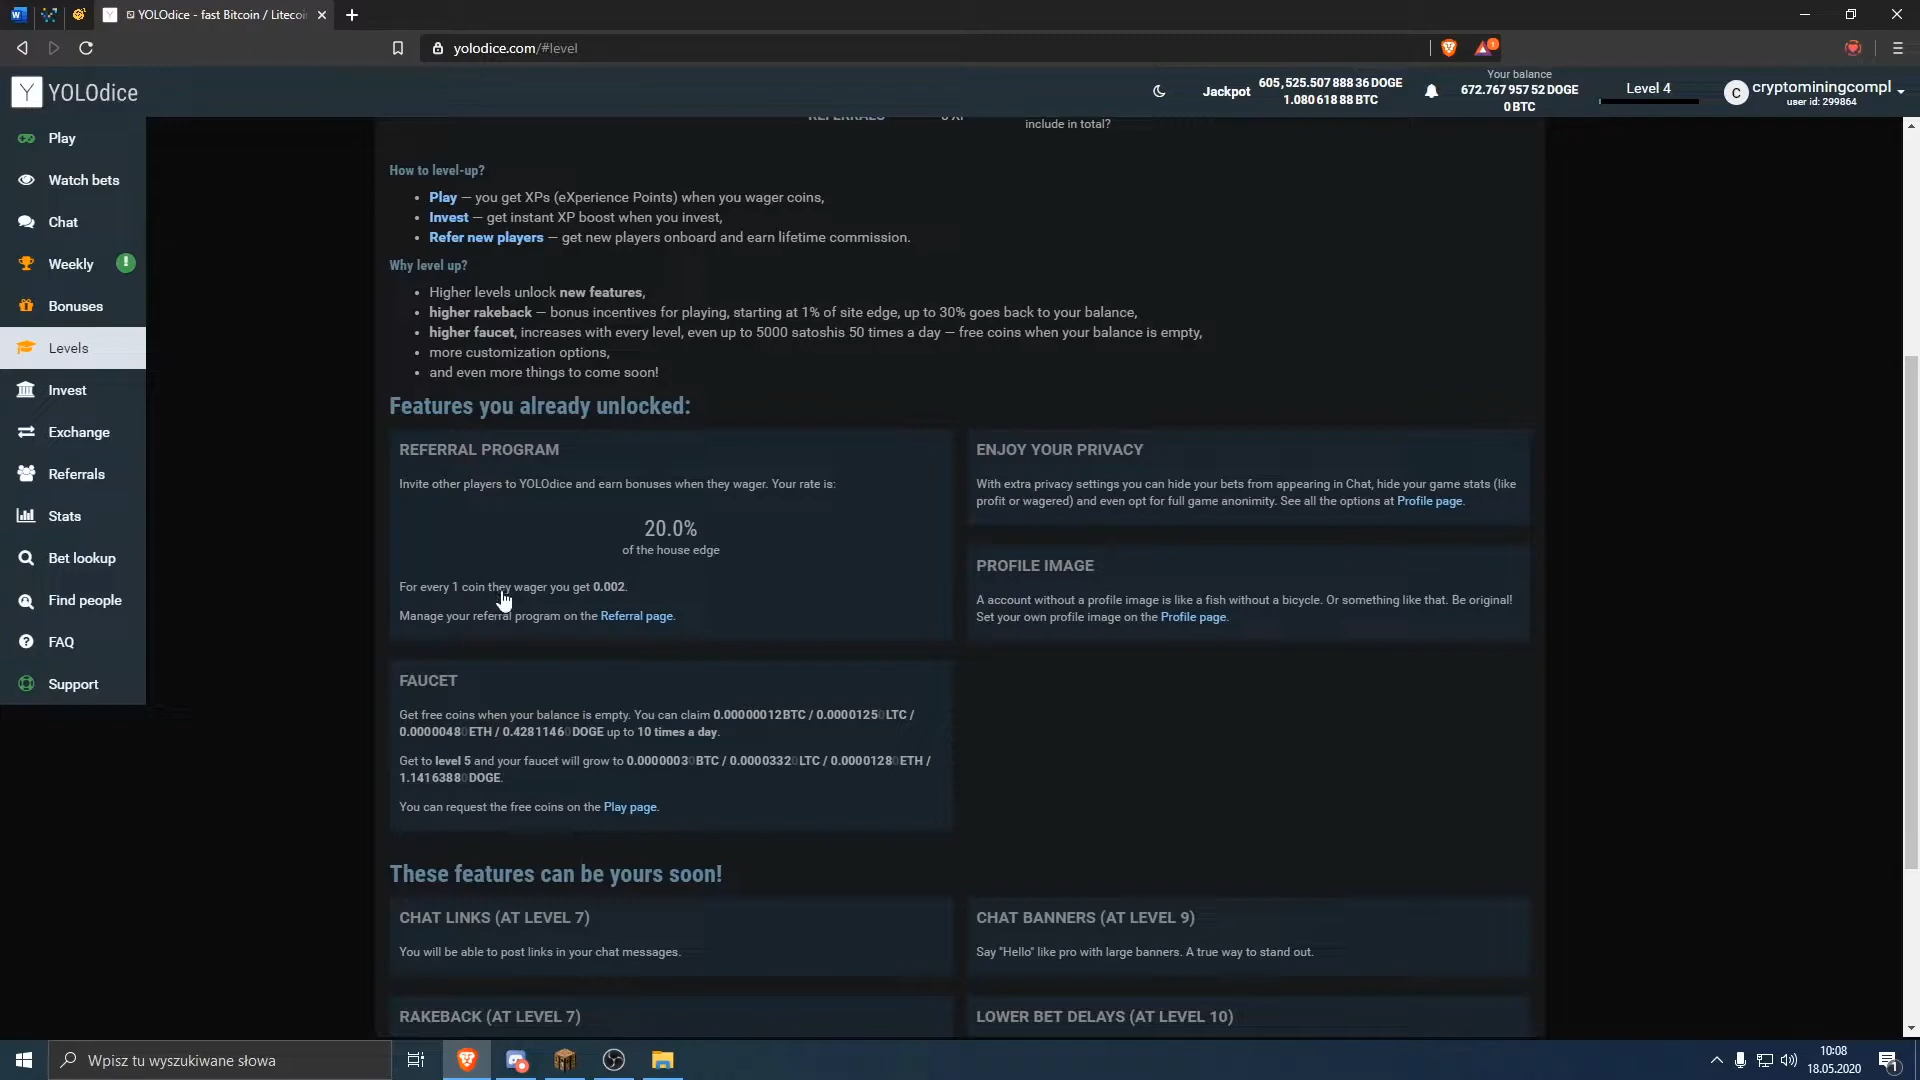 YOLOdice - fast Bitcoin / Litecoi
yolodice.com/#level
1
Y YOLOdice
Jackpot
605,525.507 888 36 DOGE
1.080 618 88 BTC
Your balance
672.767 957 52 DOGE
0 BTC
Level 4
C
cryptominingcompl
user id: 299864
Play
Watch bets
Chat
Weekly !
Bonuses
Levels
Invest
Exchange
Referrals
Stats
Bet lookup
Find people
FAQ
Support
REFERRALS
include in total?
How to level-up?
• Play — you get XPs (eXperience Points) when you wager coins,
• Invest — get instant XP boost when you invest,
• Refer new players — get new players onboard and earn lifetime commission.
Why level up?
• Higher levels unlock new features,
• higher rakeback — bonus incentives for playing, starting at 1% of site edge, up to 30% goes back to your balance,
• higher faucet, increases with every level, even up to 5000 satoshis 50 times a day — free coins when your balance is empty,
• more customization options,
• and even more things to come soon!
Features you already unlocked:
REFERRAL PROGRAM
Invite other players to YOLOdice and earn bonuses when they wager. Your rate is:
20.0%
of the house edge
For every 1 coin they wager you get 0.002.
Manage your referral program on the Referral page.
ENJOY YOUR PRIVACY
With extra privacy settings you can hide your bets from appearing in Chat, hide your game stats (like
profit or wagered) and even opt for full game anonimity. See all the options at Profile page.
PROFILE IMAGE
A account without a profile image is like a fish without a bicycle. Or something like that. Be original!
Set your own profile image on the Profile page.
FAUCET
Get free coins when your balance is empty. You can claim 0.00000012BTC / 0.00001250LTC /
0.00000480ETH / 0.42811460DOGE up to 10 times a day.
Get to level 5 and your faucet will grow to 0.00000030BTC / 0.00003320LTC / 0.00001280ETH /
1.14163880DOGE.
You can request the free coins on the Play page.
These features can be yours soon!
CHAT LINKS (AT LEVEL 7)
You will be able to post links in your chat messages.
CHAT BANNERS (AT LEVEL 9)
Say "Hello" like pro with large banners. A true way to stand out.
RAKEBACK (AT LEVEL 7)
LOWER BET DELAYS (AT LEVEL 10)
Wpisz tu wyszukiwane słowa
10:08
18.05.2020
1